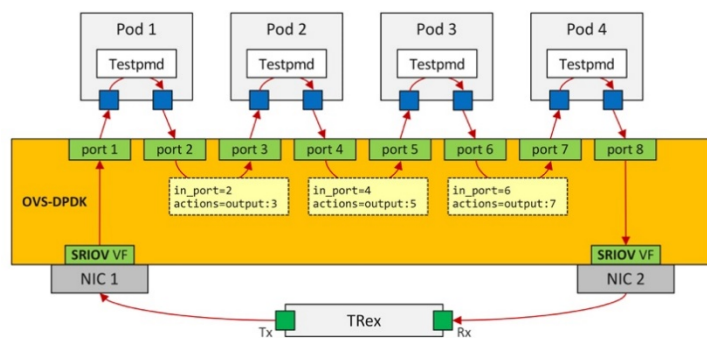 Pod 1
Pod 2
Pod 3
Pod 4
Testpmd
Testpmd
Testpmd
Testpmd
port 1
port 2
port 3
port 4
port 5
port 6
port 7
port 8
in_port=2
actions=output:3
in_port=4
actions=output:5
in_port=6
actions=output:7
OVS-DPDK
SRIOV VF
SRIOV VF
NIC 1
NIC 2
TRex
Tx
Rx